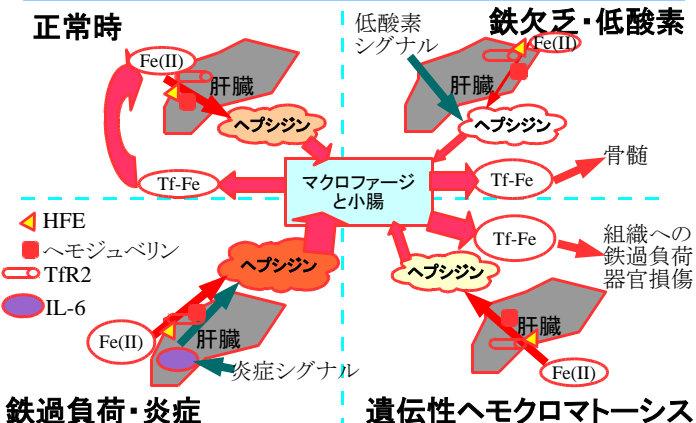 正常時
Fe(II)
肝臓
ヘプシジン
Tf-Fe
低酸素
シグナル
鉄欠乏・低酸素
Fe(II)
肝臓
ヘプシジン
Tf-Fe
骨髄
マクロファージ
と小腸
HFE
ヘモジュベリン
TfR2
IL-6
ヘプシジン
Fe(II)
肝臓
炎症シグナル
鉄過負荷・炎症
Tf-Fe
組織への
鉄過負荷
器官損傷
ヘプシジン
肝臓
Fe(II)
遺伝性ヘモクロマトーシス